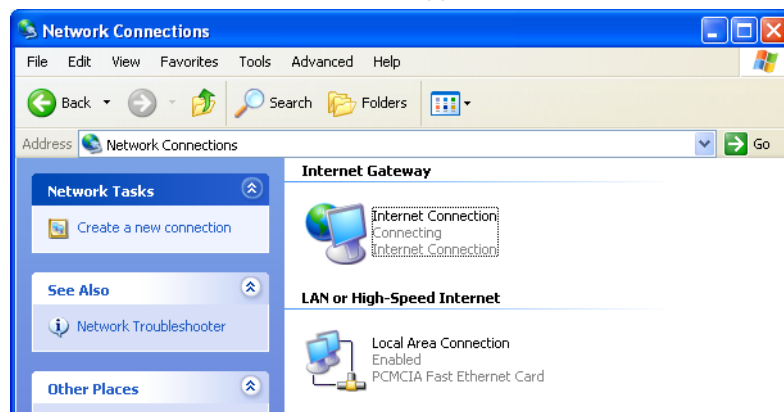 Network Connections
File Edit View Favorites Tools Advanced Help
Back Search Folders
Address Network Connections Go
Network Tasks
Create a new connection
See Also
Network Troubleshooter
Other Places
Internet Gateway
Internet Connection
Connecting
Internet Connection
LAN or High-Speed Internet
Local Area Connection
Enabled
PCMCIA Fast Ethernet Card